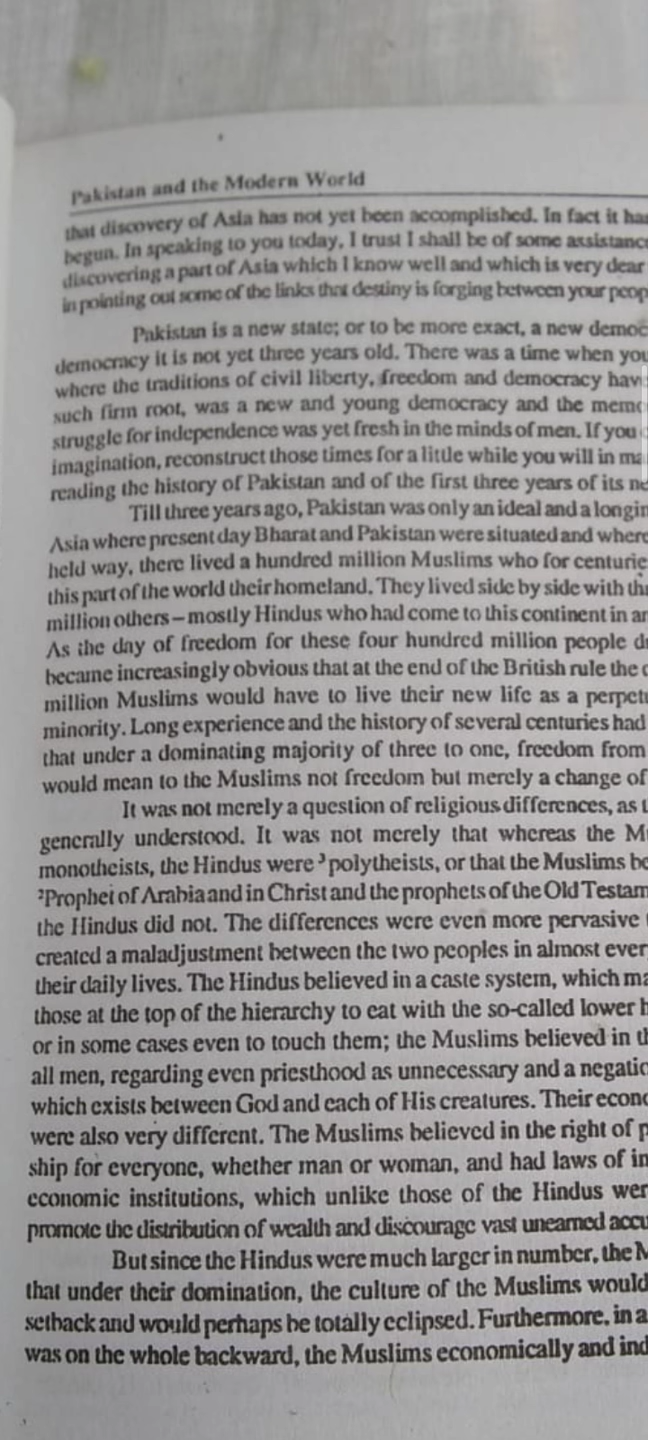 Pakistan and the Modern World
that discovery of Asia has not yet been accomplished. In fact it has
begun. In speaking to you today, I trust I shall be of some assistance
discovering a part of Asia which I know well and which is very dear
in pointing out some of the links that destiny is forging between your peop
Pakistan is a new state; or to be more exact, a new democ
democracy it is not yet three years old. There was a time when you
where the traditions of civil liberty, freedom and democracy have
such firm root, was a new and young democracy and the memo
struggle for independence was yet fresh in the minds of men. If you
imagination, reconstruct those times for a little while you will in ma
reading the history of Pakistan and of the first three years of its ne
Till three years ago, Pakistan was only an ideal and a longin
Asia where present day Bharat and Pakistan were situated and where
held way, there lived a hundred million Muslims who for centurie
this part of the world their homeland. They lived side by side with th
million others – mostly Hindus who had come to this continent in an
As the day of freedom for these four hundred million people d
became increasingly obvious that at the end of the British rule the
million Muslims would have to live their new life as a perpet
minority. Long experience and the history of several centuries had
that under a dominating majority of three to one, freedom from
would mean to the Muslims not freedom but merely a change of
It was not merely a question of religious differences, as t
generally understood. It was not merely that whereas the M
monotheists, the Hindus were ³polytheists, or that the Muslims be
²Prophet of Arabia and in Christ and the prophets of the Old Testam
the Hindus did not. The differences were even more pervasive
created a maladjustment between the two peoples in almost ever
their daily lives. The Hindus believed in a caste system, which ma
those at the top of the hierarchy to eat with the so-called lower h
or in some cases even to touch them; the Muslims believed in th
all men, regarding even priesthood as unnecessary and a negatio
which exists between God and each of His creatures. Their econo
were also very different. The Muslims believed in the right of p
ship for everyone, whether man or woman, and had laws of in
economic institutions, which unlike those of the Hindus wer
promote the distribution of wealth and discourage vast unearned accu
But since the Hindus were much larger in number, the M
that under their domination, the culture of the Muslims would
setback and would perhaps be totally eclipsed. Furthermore, in a
was on the whole backward, the Muslims economically and ind